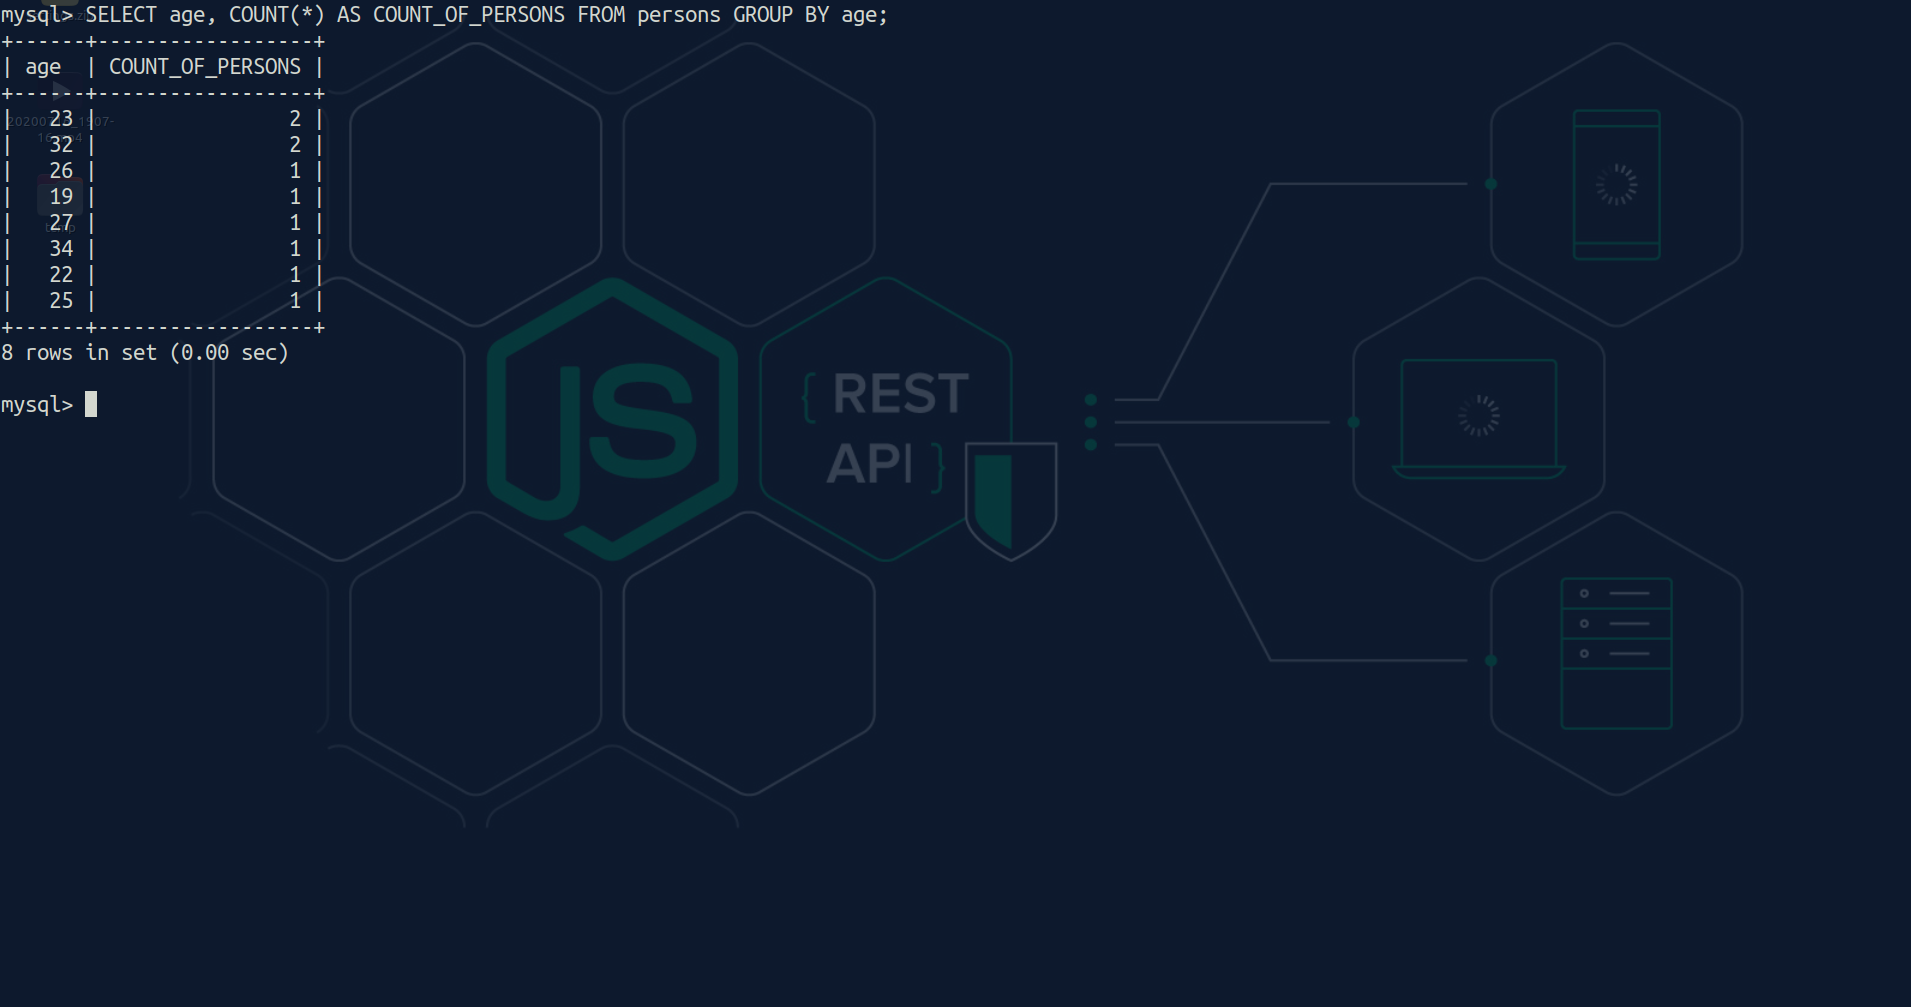 mysql> SELECT age, COUNT(*) AS COUNT_OF_PERSONS FROM persons GROUP BY age;
+------+------------------+
| age  | COUNT_OF_PERSONS |
+------+------------------+
|   23 |                2 |
|   32 |                2 |
|   26 |                1 |
|   19 |                1 |
|   27 |                1 |
|   34 |                1 |
|   22 |                1 |
|   25 |                1 |
+------+------------------+
8 rows in set (0.00 sec)
mysql>
JS
{ REST
API }